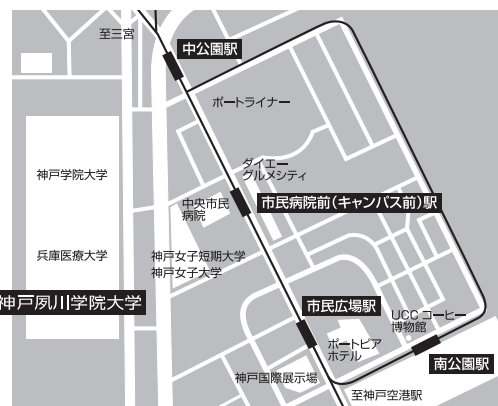 至三宮
中公園駅
ポートライナー
ダイエー
グルメシティ
神戸学院大学
中央市民
病院
市民病院前（キャンパス前）駅
兵庫医療大学
神戸女子短期大学
神戸女子大学
神戸夙川学院大学
市民広場駅
UCC コーヒー
博物館
ポートピア
ホテル
南公園駅
神戸国際展示場
至神戸空港駅